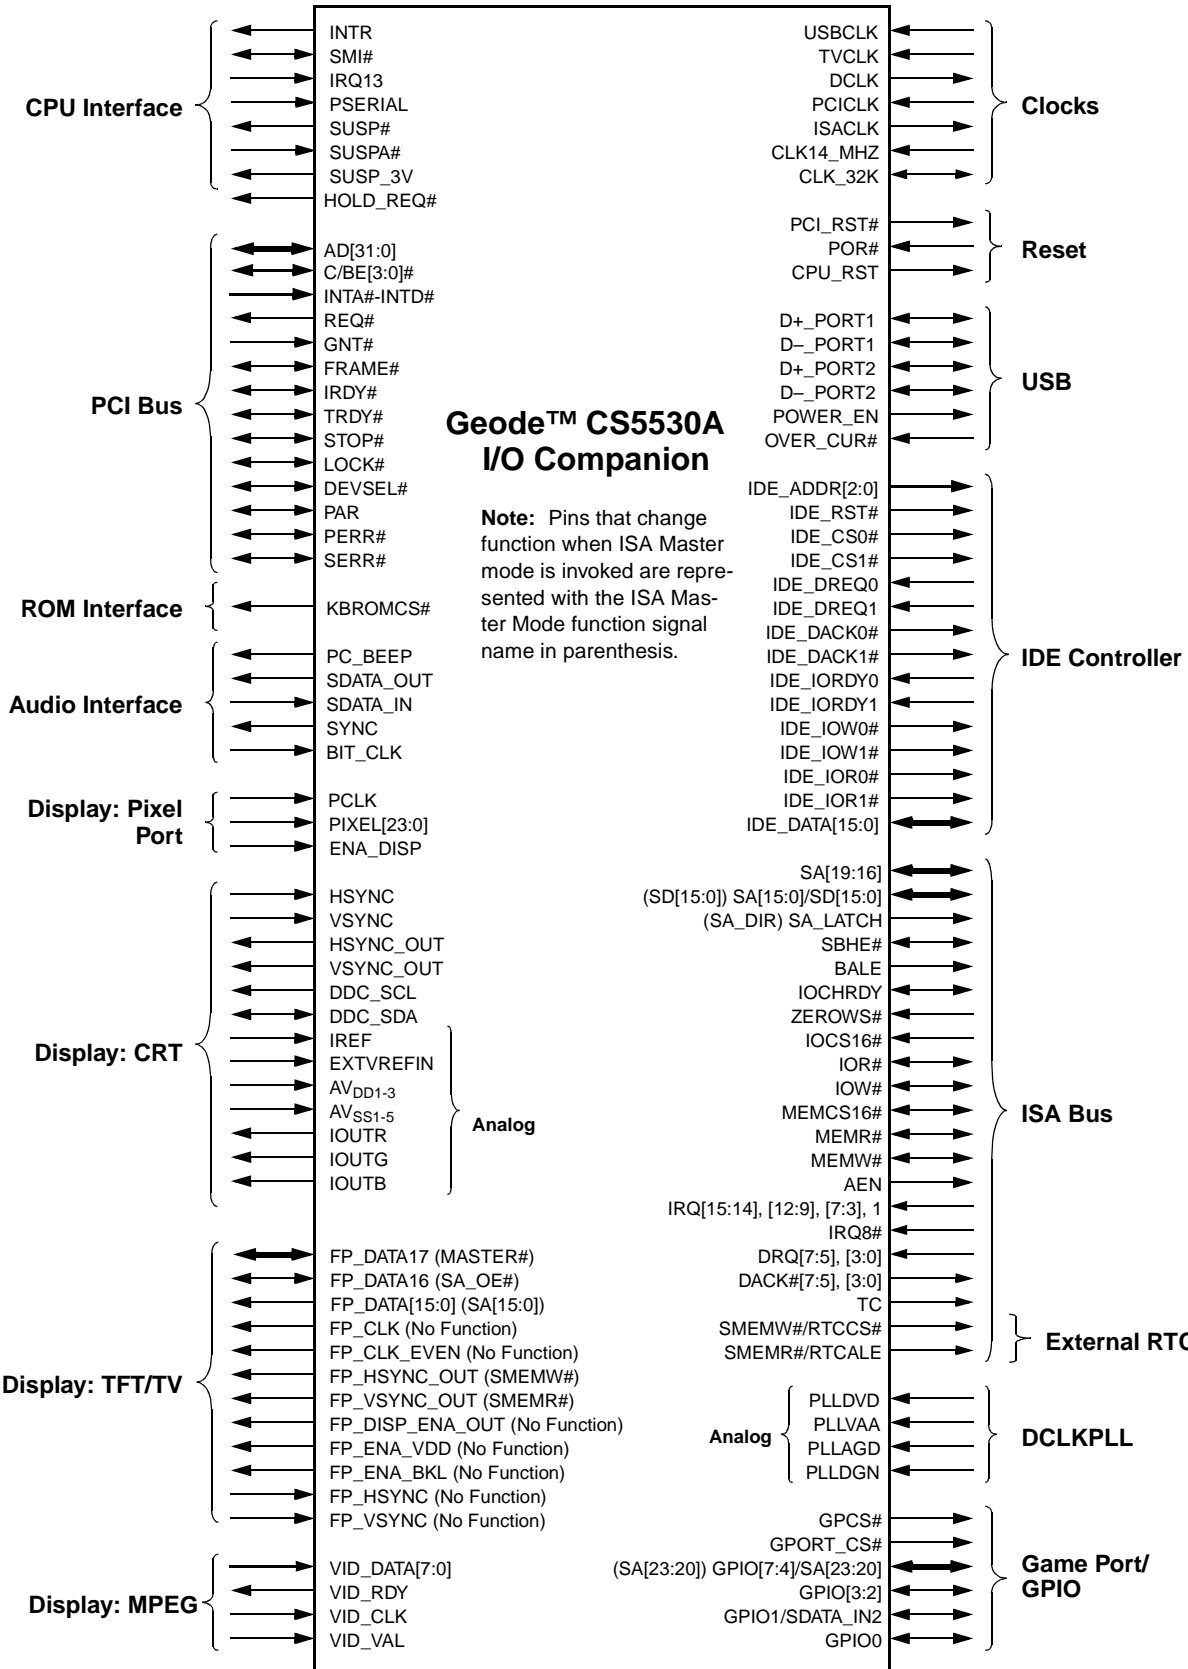 CPU Interface
INTR
SMI#
IRQ13
PSERIAL
SUSP#
SUSPA#
SUSP_3V
HOLD_REQ#
PCI Bus
AD[31:0]
C/BE[3:0]#
INTA#-INTD#
REQ#
GNT#
FRAME#
IRDY#
TRDY#
STOP#
LOCK#
DEVSEL#
PAR
PERR#
SERR#
ROM Interface
KBROMCS#
Audio Interface
PC_BEEP
SDATA_OUT
SDATA_IN
SYNC
BIT_CLK
Display: Pixel
Port
PCLK
PIXEL[23:0]
ENA_DISP
Display: CRT
HSYNC
VSYNC
HSYNC_OUT
VSYNC_OUT
DDC_SCL
DDC_SDA
IREF
EXTVREFIN
AVDD1-3
AVSS1-5
IOUTR
IOUTG
IOUTB
Analog
Display: TFT/TV
FP_DATA17 (MASTER#)
FP_DATA16 (SA_OE#)
FP_DATA[15:0] (SA[15:0])
FP_CLK (No Function)
FP_CLK_EVEN (No Function)
FP_HSYNC_OUT (SMEMW#)
FP_VSYNC_OUT (SMEMR#)
FP_DISP_ENA_OUT (No Function)
FP_ENA_VDD (No Function)
FP_ENA_BKL (No Function)
FP_HSYNC (No Function)
FP_VSYNC (No Function)
Display: MPEG
VID_DATA[7:0]
VID_RDY
VID_CLK
VID_VAL
Geode™ CS5530A
I/O Companion
Note: Pins that change
function when ISA Master
mode is invoked are repre-
sented with the ISA Mas-
ter Mode function signal
name in parenthesis.
USBCLK
TVCLK
DCLK
PCICLK
ISACLK
CLK14_MHZ
CLK_32K
Clocks
PCI_RST#
POR#
CPU_RST
Reset
D+_PORT1
D–_PORT1
D+_PORT2
D–_PORT2
POWER_EN
OVER_CUR#
USB
IDE_ADDR[2:0]
IDE_RST#
IDE_CS0#
IDE_CS1#
IDE_DREQ0
IDE_DREQ1
IDE_DACK0#
IDE_DACK1#
IDE_IORDY0
IDE_IORDY1
IDE_IOW0#
IDE_IOW1#
IDE_IOR0#
IDE_IOR1#
IDE_DATA[15:0]
IDE Controller
SA[19:16]
(SD[15:0]) SA[15:0]/SD[15:0]
(SA_DIR) SA_LATCH
SBHE#
BALE
IOCHRDY
ZEROWS#
IOCS16#
IOR#
IOW#
MEMCS16#
MEMR#
MEMW#
AEN
IRQ[15:14], [12:9], [7:3], 1
IRQ8#
DRQ[7:5], [3:0]
DACK#[7:5], [3:0]
TC
SMEMW#/RTCCS#
SMEMR#/RTCALE
ISA Bus
External RTC
Analog
PLLDVD
PLLVAA
PLLAGD
PLLDGN
DCLKPLL
GPCS#
GPORT_CS#
(SA[23:20]) GPIO[7:4]/SA[23:20]
GPIO[3:2]
GPIO1/SDATA_IN2
GPIO0
Game Port/
GPIO